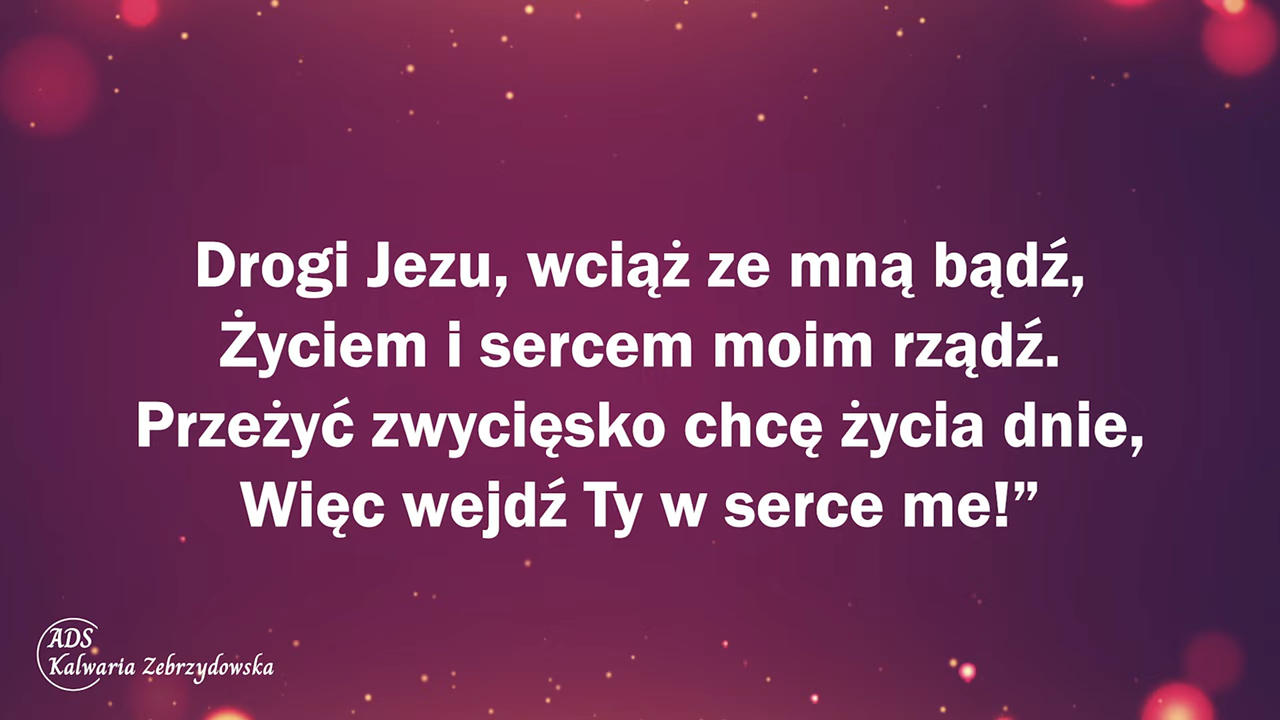 Drogi Jezu, wciąż ze mną bądź,
Życiem i sercem moim rządź.
Przeżyć zwycięsko chcę życia dnie,
Więc wejdź Ty w serce me!”
ADS
Kalwaria Zebrzydowska